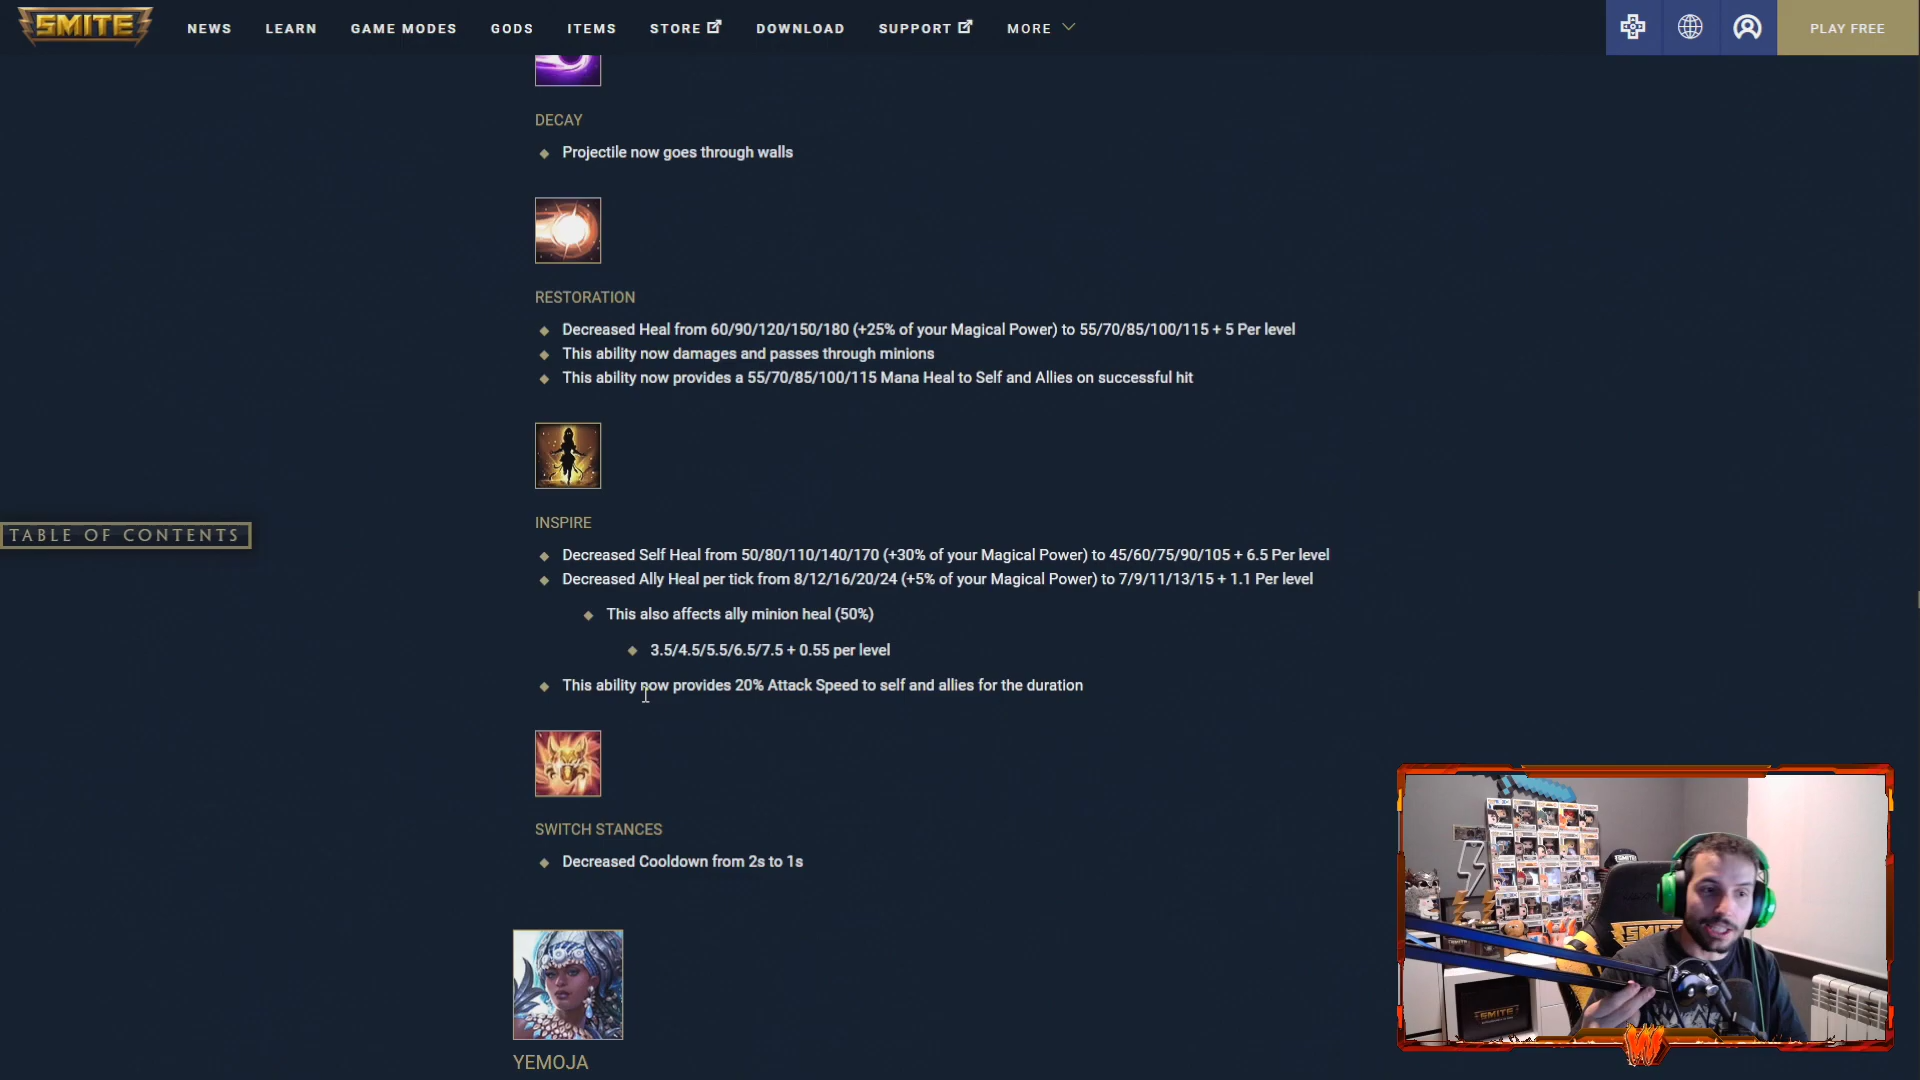 SMITE
NEWS
LEARN
GAME MODES
GODS
ITEMS
STORE
DOWNLOAD
SUPPORT
MORE
PLAY FREE
DECAY
Projectile now goes through walls
RESTORATION
Decreased Heal from 60/90/120/150/180 (+25% of your Magical Power) to 55/70/85/100/115 + 5 Per level
This ability now damages and passes through minions
This ability now provides a 55/70/85/100/115 Mana Heal to Self and Allies on successful hit
INSPIRE
TABLE OF CONTENTS
Decreased Self Heal from 50/80/110/140/170 (+30% of your Magical Power) to 45/60/75/90/105 + 6.5 Per level
Decreased Ally Heal per tick from 8/12/16/20/24 (+5% of your Magical Power) to 7/9/11/13/15 + 1.1 Per level
This also affects ally minion heal (50%)
3.5/4.5/5.5/6.5/7.5 + 0.55 per level
This ability now provides 20% Attack Speed to self and allies for the duration
SWITCH STANCES
Decreased Cooldown from 2s to 1s
YEMOJA
SMITE
SMITE